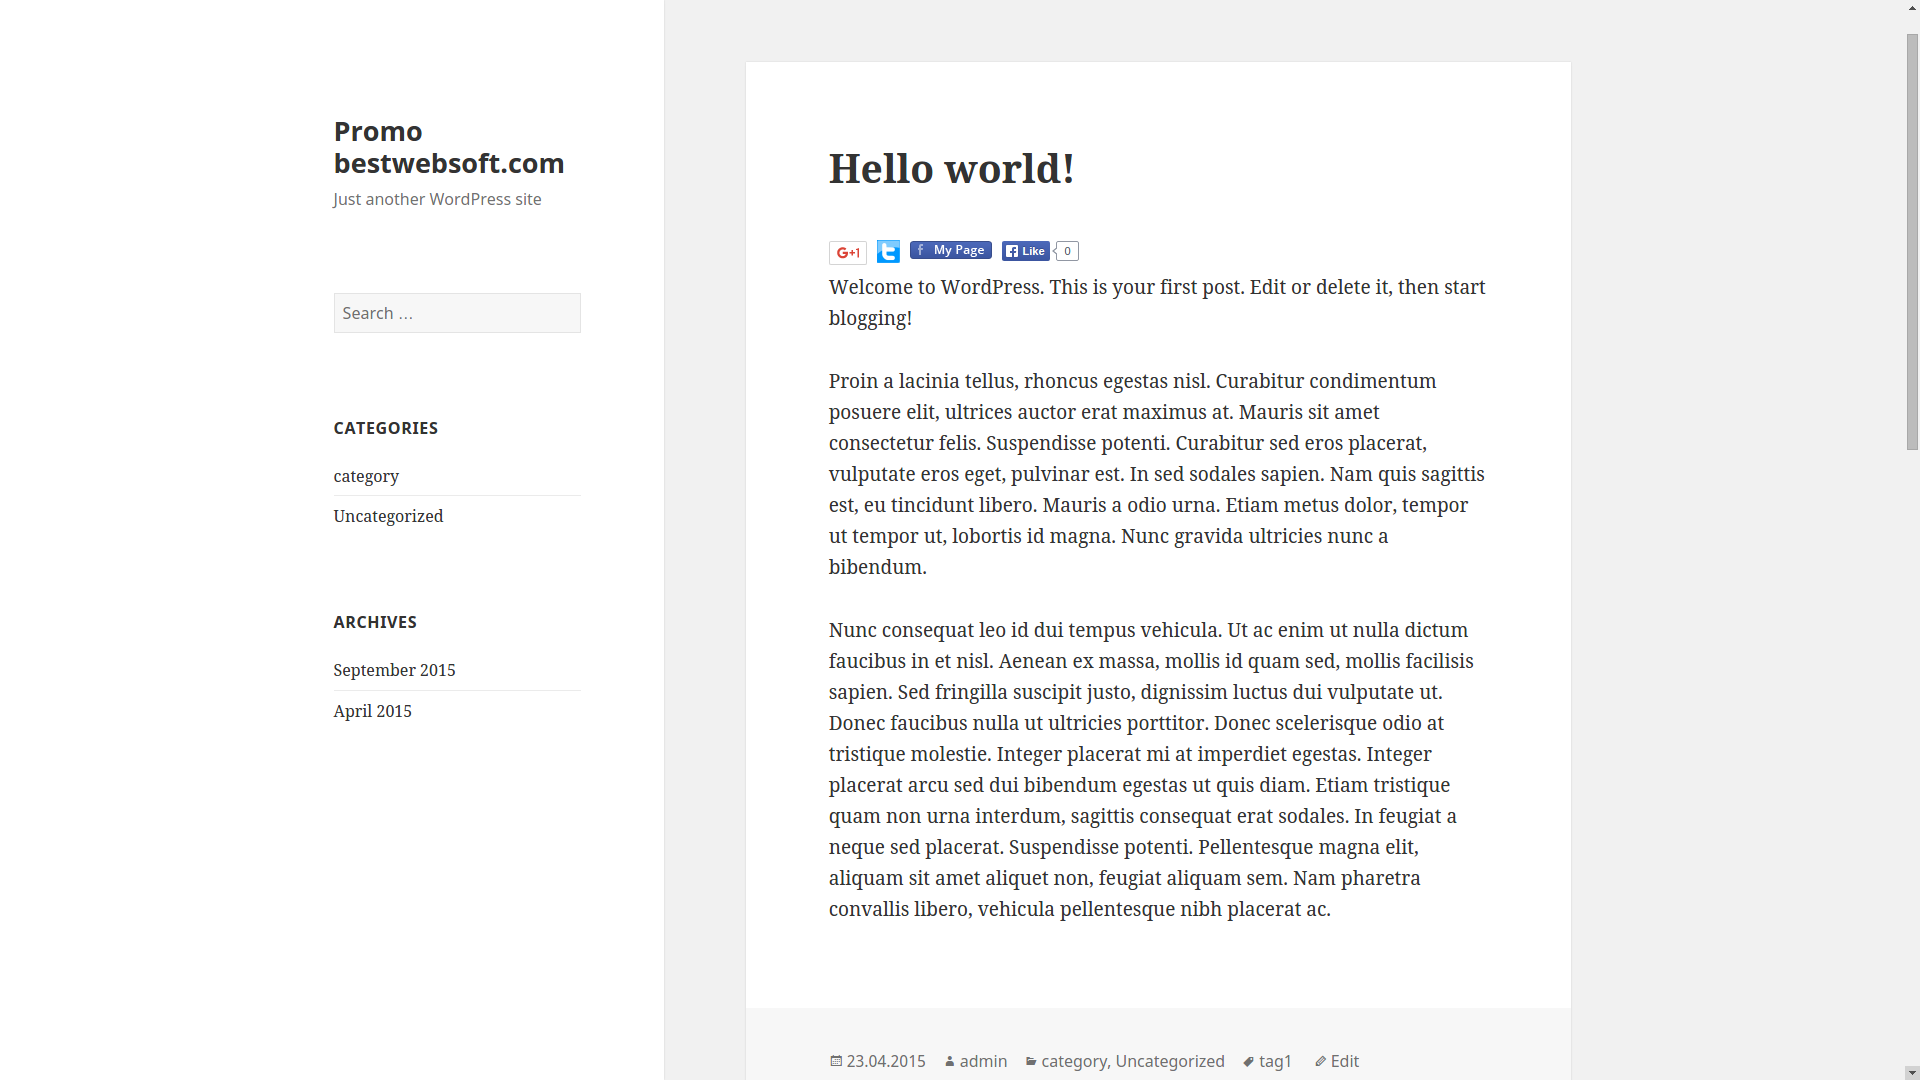 Promo
bestwebsoft.com
Just another WordPress site
Search …
CATEGORIES
category
Uncategorized
ARCHIVES
September 2015
April 2015
Hello world!
G+1 My Page Like 0
Welcome to WordPress. This is your first post. Edit or delete it, then start
blogging!
Proin a lacinia tellus, rhoncus egestas nisl. Curabitur condimentum
posuere elit, ultrices auctor erat maximus at. Mauris sit amet
consectetur felis. Suspendisse potenti. Curabitur sed eros placerat,
vulputate eros eget, pulvinar est. In sed sodales sapien. Nam quis sagittis
est, eu tincidunt libero. Mauris a odio urna. Etiam metus dolor, tempor
ut tempor ut, lobortis id magna. Nunc gravida ultricies nunc a
bibendum.
Nunc consequat leo id dui tempus vehicula. Ut ac enim ut nulla dictum
faucibus in et nisl. Aenean ex massa, mollis id quam sed, mollis facilisis
sapien. Sed fringilla suscipit justo, dignissim luctus dui vulputate ut.
Donec faucibus nulla ut ultricies porttitor. Donec scelerisque odio at
tristique molestie. Integer placerat mi at imperdiet egestas. Integer
placerat arcu sed dui bibendum egestas ut quis diam. Etiam tristique
quam non urna interdum, sagittis consequat erat sodales. In feugiat a
neque sed placerat. Suspendisse potenti. Pellentesque magna elit,
aliquam sit amet aliquet non, feugiat aliquam sem. Nam pharetra
convallis libero, vehicula pellentesque nibh placerat ac.
23.04.2015 admin category, Uncategorized tag1 Edit